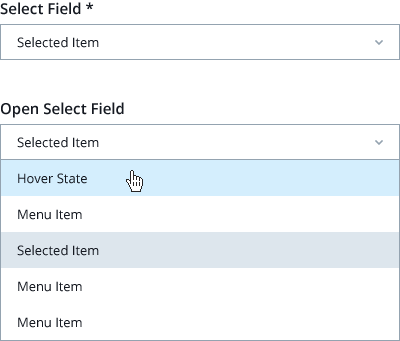 Select Field *
Selected Item
Open Select Field
Selected Item
Hover State
Menu Item
Selected Item
Menu Item
Menu Item